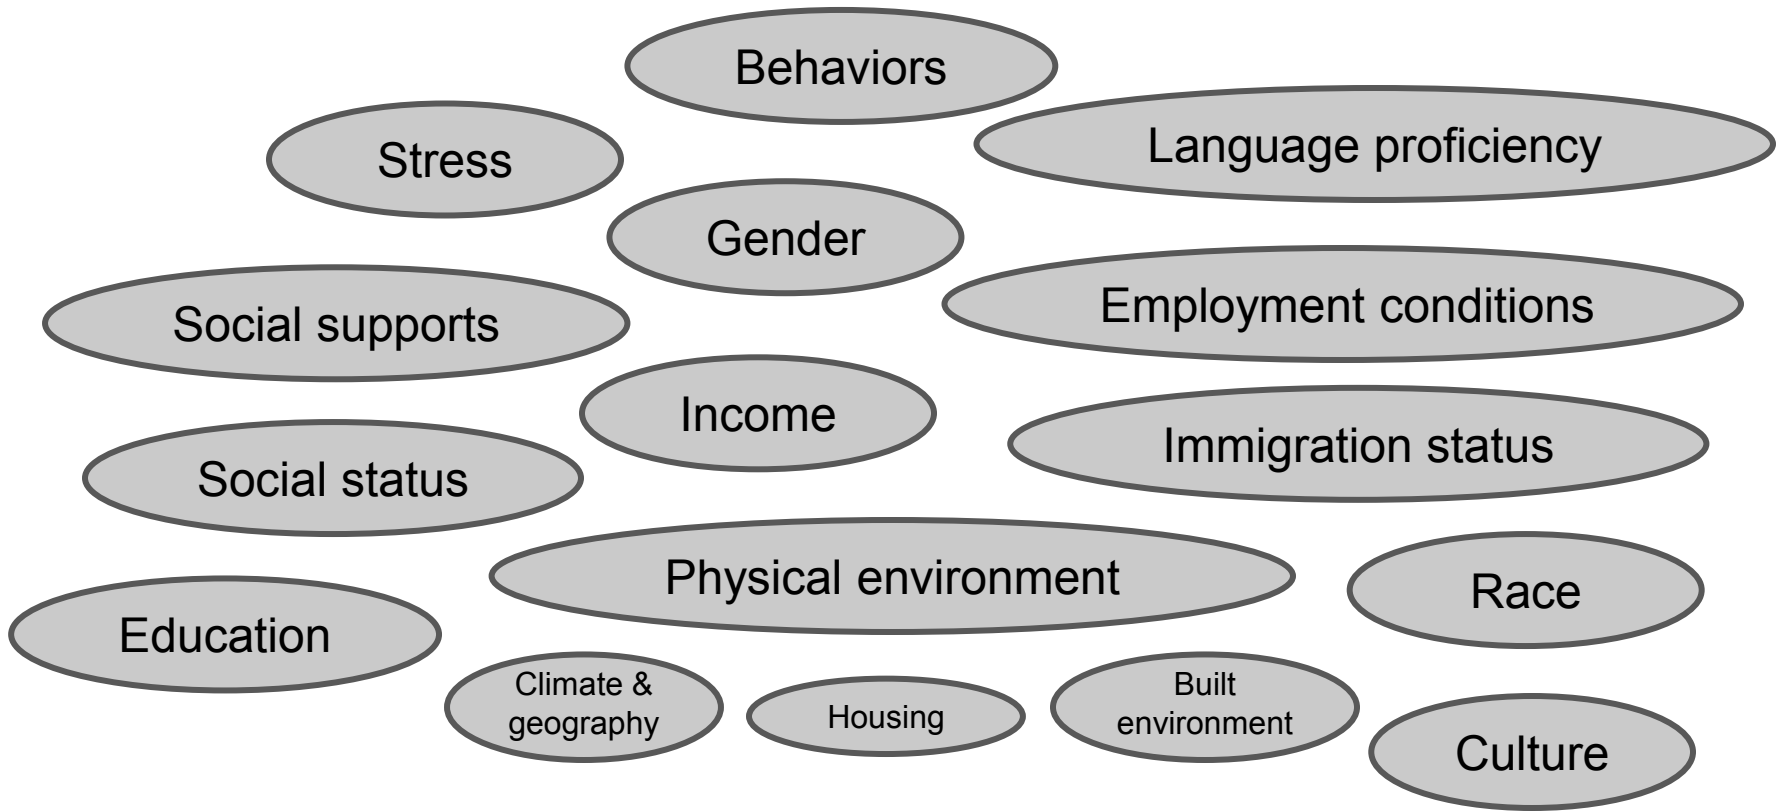 Behaviors
Language proficiency
Stress
Gender
Social supports
Employment conditions
Income
Immigration status
Social status
Physical environment
Race
Education
Climate &
geography
Housing
Built
environment
Culture